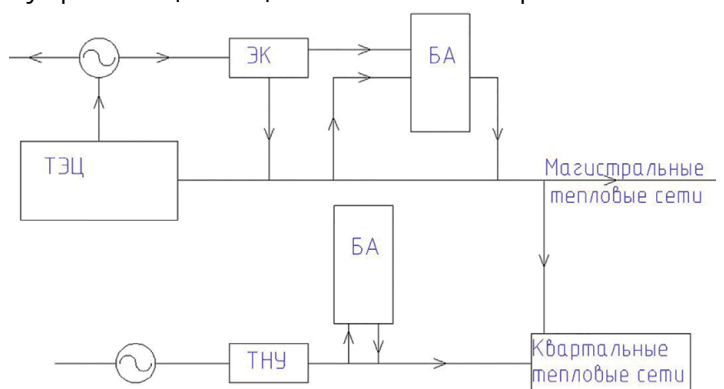 ЭК
БА
ТЭЦ
Магистральные
тепловые сети
БА
ТНУ
Квартальные
тепловые сети